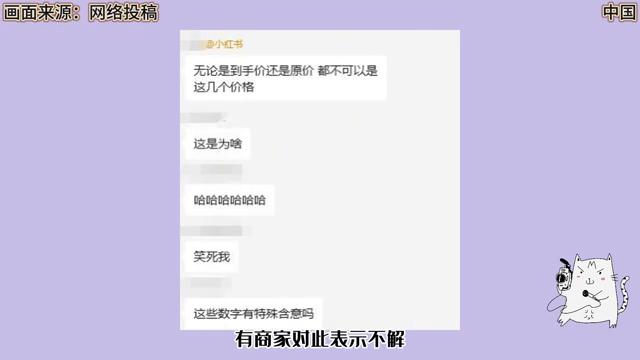 画面来源：网络投稿
中国
@小红书
无论是到手价还是原价 都不可以是
这几个价格
这是为啥
哈哈哈哈哈哈
笑死我
这些数字有特殊含意吗
有商家对此表示不解